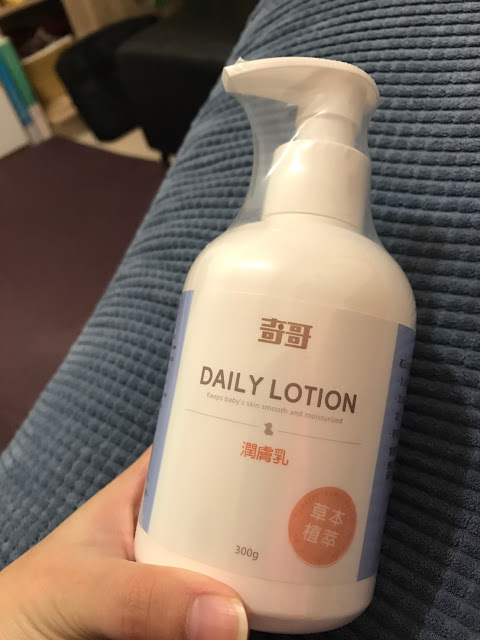 奇哥
DAILY LOTION
Keeps baby's skin smooth and moisturized
潤膚乳
草本
植萃
300g